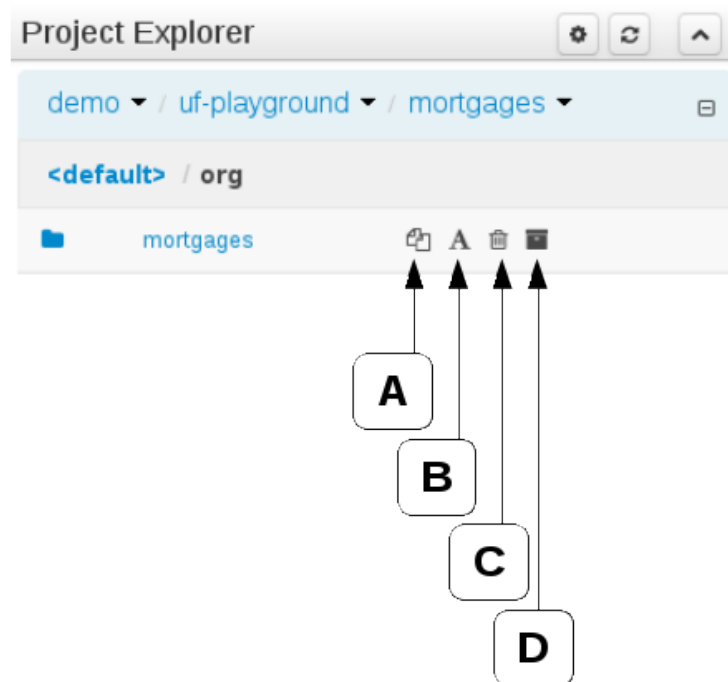 Project Explorer
demo / uf-playground / mortgages
<default> / org
mortgages
A
B
C
D